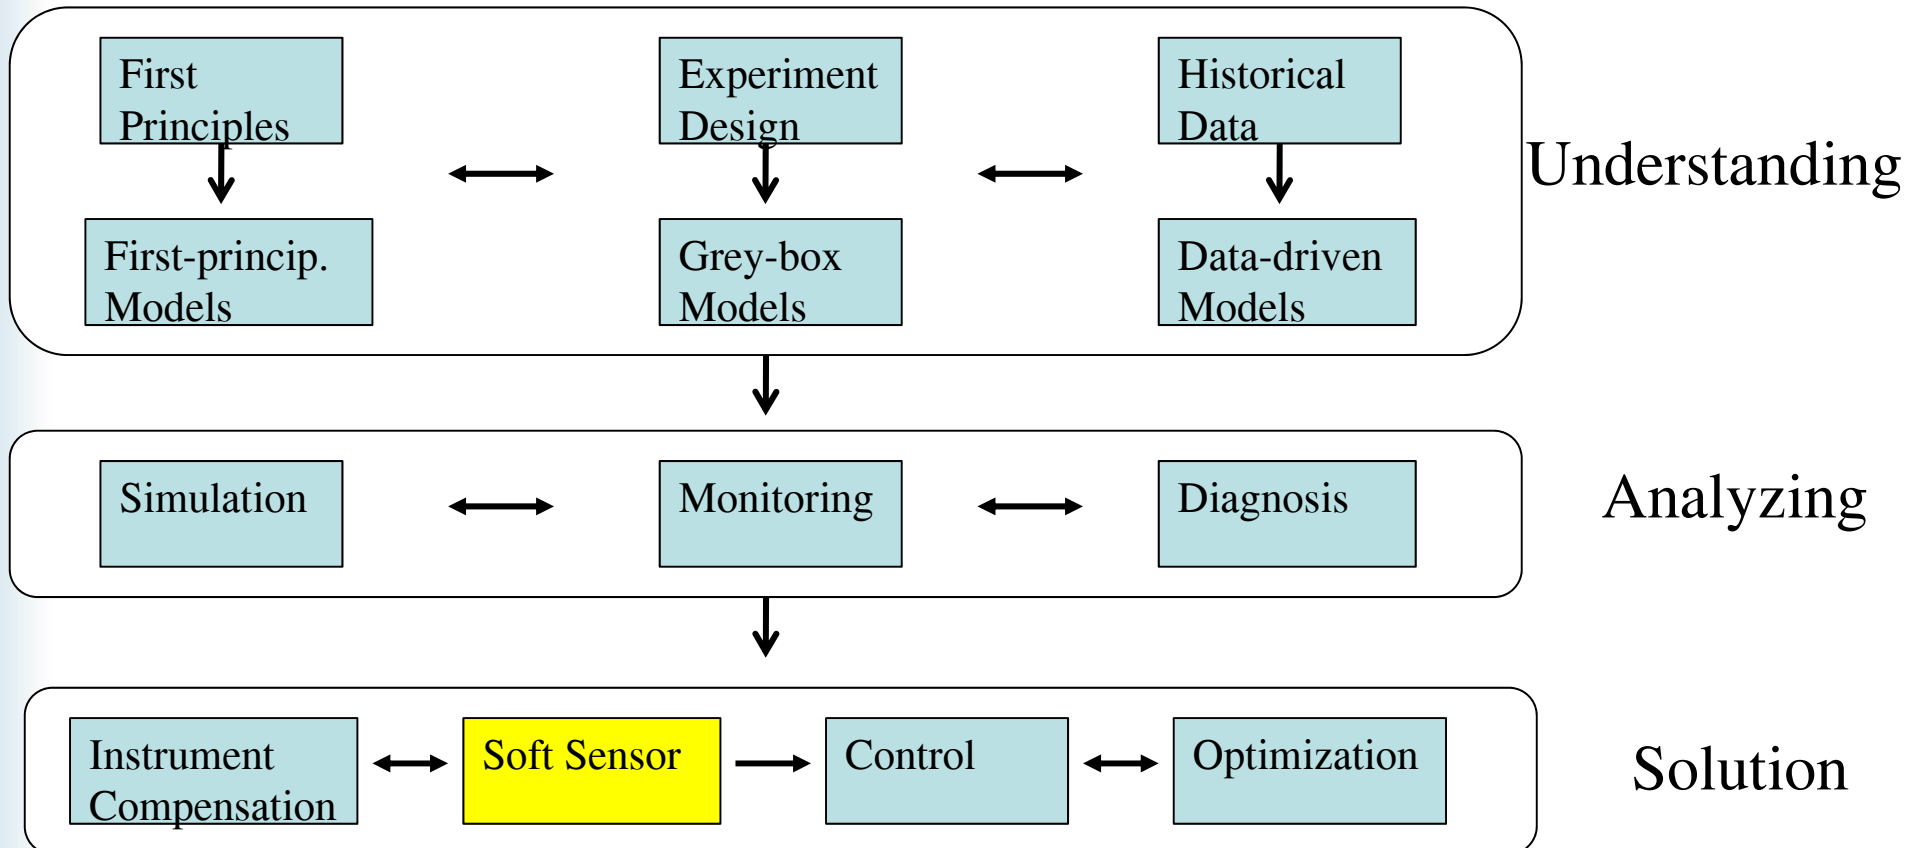 First
Principles
Experiment
Design
Historical
Data
Understanding
First-princip.
Models
Grey-box
Models
Data-driven
Models
Simulation
Monitoring
Diagnosis
Analyzing
Instrument
Compensation
Soft Sensor
Control
Optimization
Solution